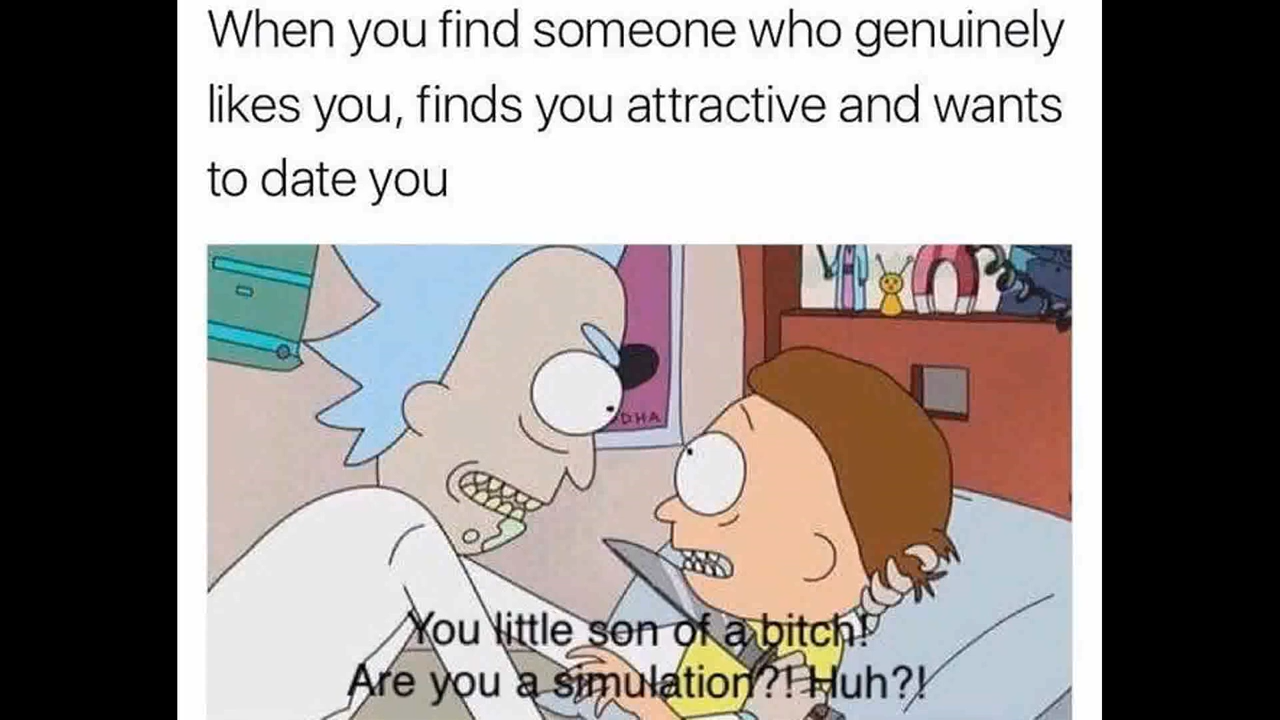 When you find someone who genuinely
likes you, finds you attractive and wants
to date you
DHA
You little son of a bitch!
Are you a simulation?! Huh?!